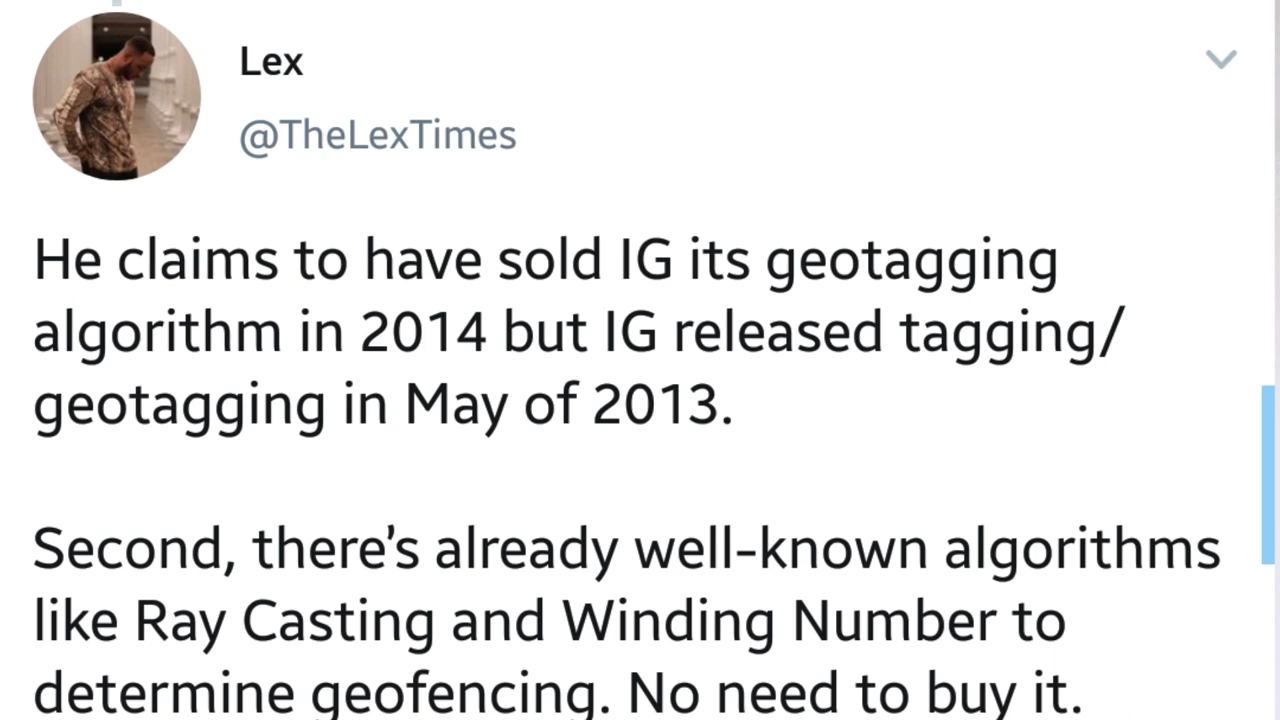 Lex
@TheLexTimes
He claims to have sold IG its geotagging
algorithm in 2014 but IG released tagging/
geotagging in May of 2013.
Second, there's already well-known algorithms
like Ray Casting and Winding Number to
determine geofencing. No need to buy it.